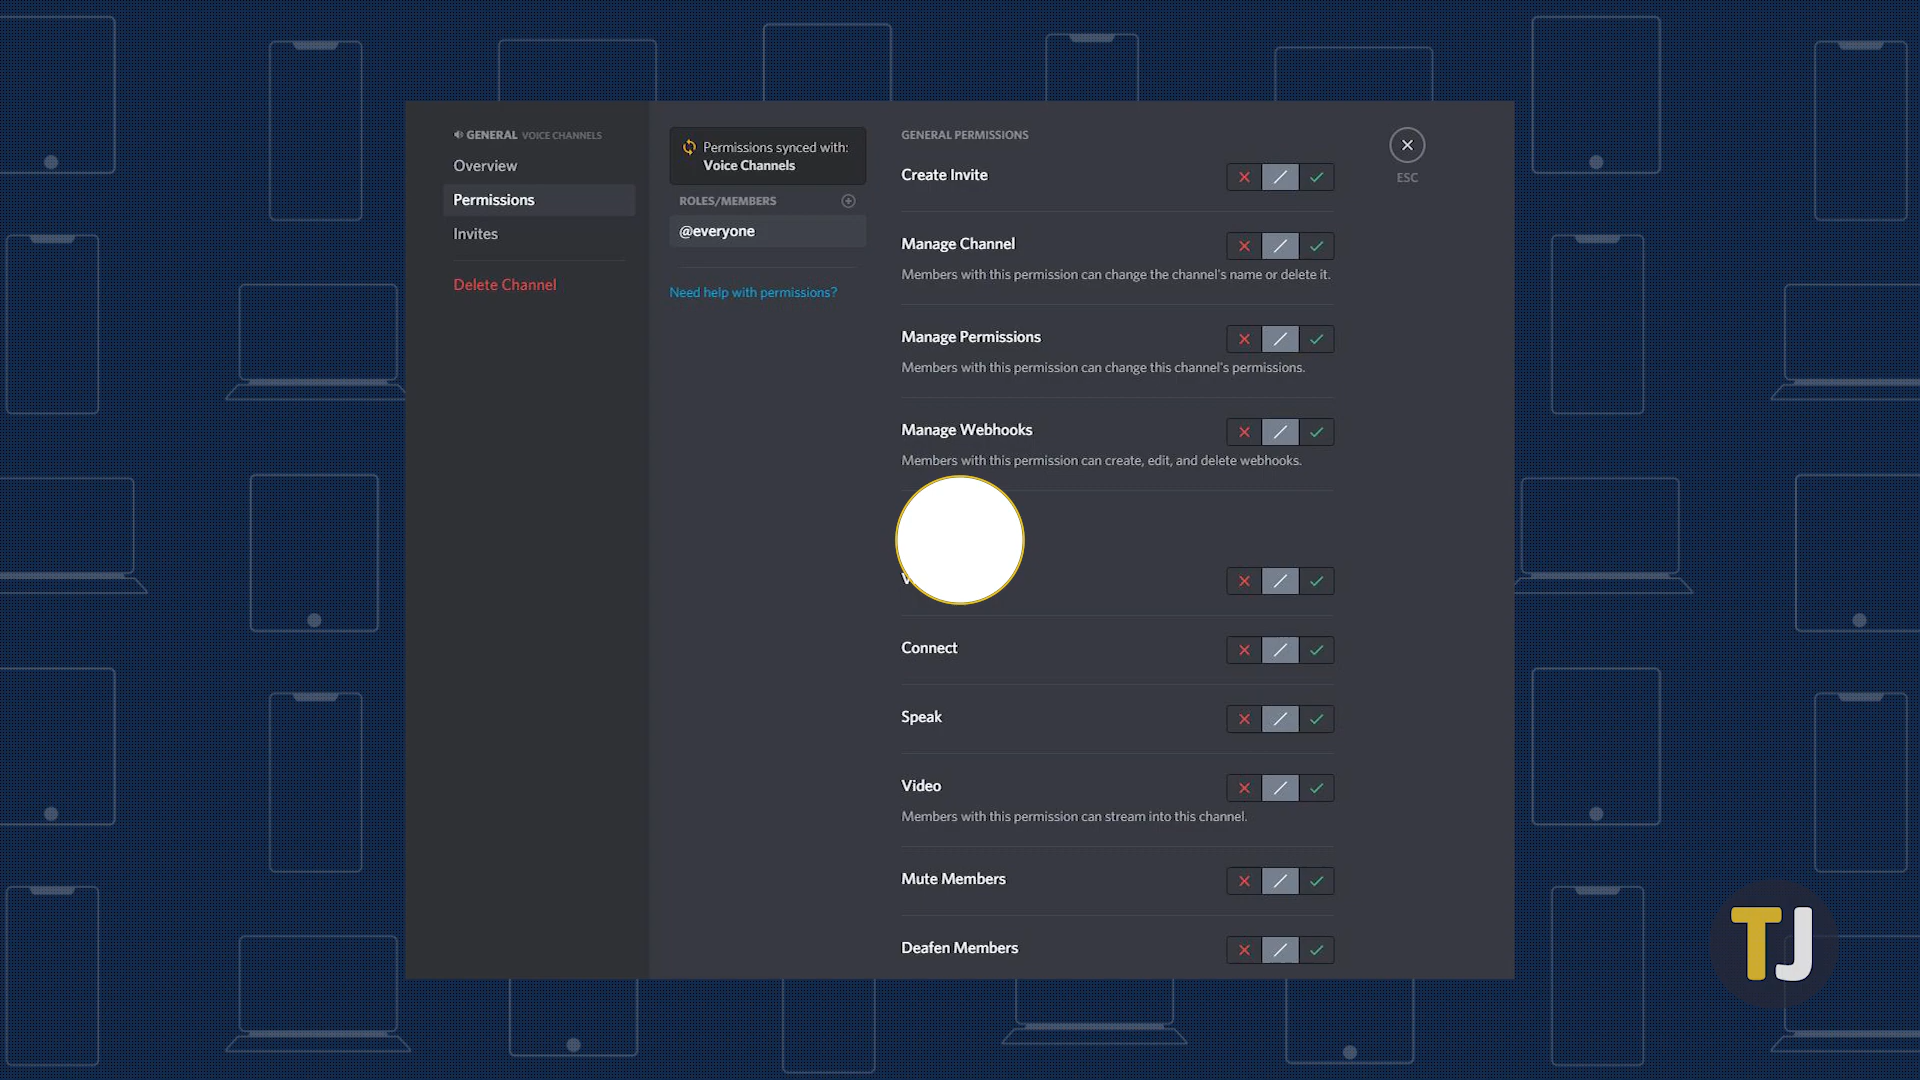 GENERAL VOICE CHANNELS
Overview
Permissions
Invites
Delete Channel
Permissions synced with:
Voice Channels
ROLES/MEMBERS
@everyone
Need help with permissions?
GENERAL PERMISSIONS
Create Invite
Manage Channel
Members with this permission can change the channel's name or delete it.
Manage Permissions
Members with this permission can change this channel's permissions.
Manage Webhooks
Members with this permission can create, edit, and delete webhooks.
Connect
Speak
Video
Members with this permission can stream into this channel.
Mute Members
Deafen Members
ESC
TJ